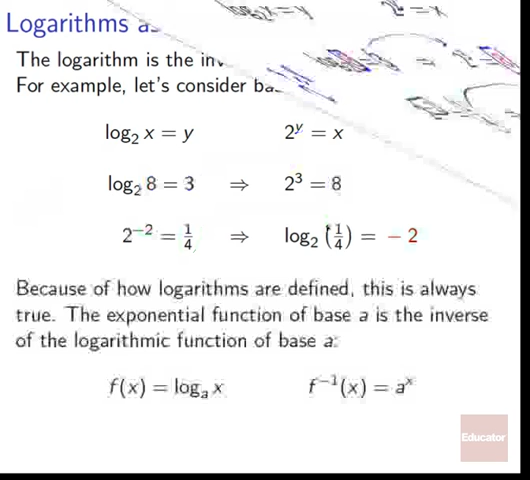 Logarithms as
The logarithm is the inv
For example, let's consider ba
log₂ x = y 2ʸ = x
log₂ 8 = 3 ⇒ 2³ = 8
2⁻² = 1/4 ⇒ log₂ (1/4) = − 2
Because of how logarithms are defined, this is always
true. The exponential function of base a is the inverse
of the logarithmic function of base a:
f(x) = logₐ x f⁻¹(x) = aˣ
Educator